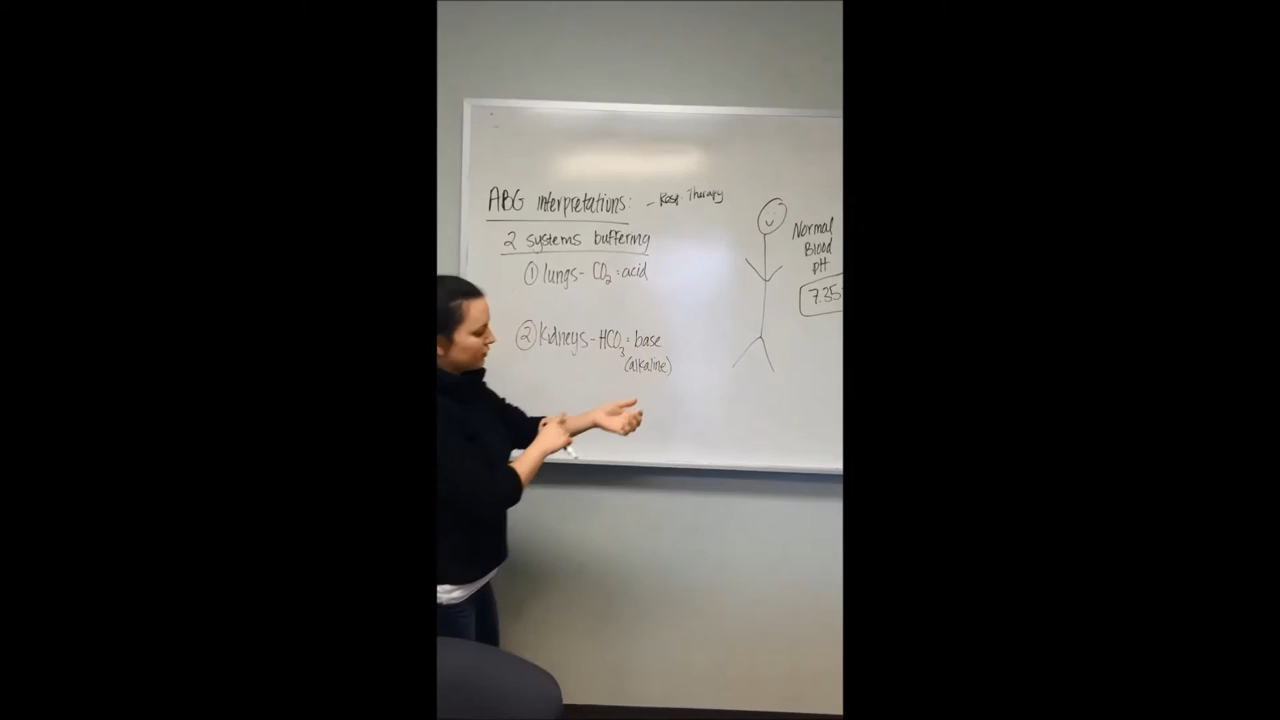 ABG interpretations: - Resp. Therapy
2 systems buffering
① lungs - CO₂ = acid
② Kidneys - HCO₃ = base
(alkaline)
Normal
Blood
pH
7.35